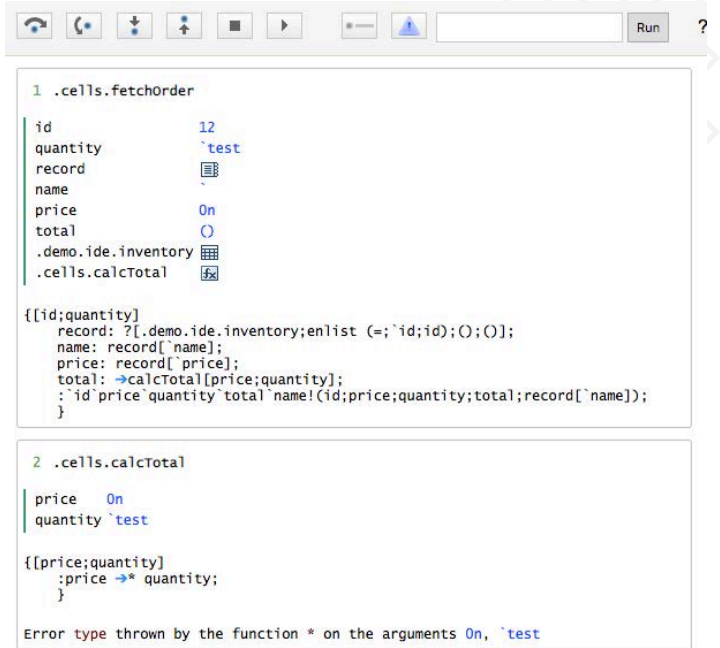 Run ?
1 .cells.fetchOrder
id 12
quantity `test
record
name `
price 0n
total ()
.demo.ide.inventory
.cells.calcTotal fx
{[id;quantity]
record: ?[.demo.ide.inventory;enlist (=;`id;id);();()];
name: record[`name];
price: record[`price];
total: ➔calcTotal[price;quantity];
:`id`price`quantity`total`name!(id;price;quantity;total;record[`name]);
}
2 .cells.calcTotal
price 0n
quantity `test
{[price;quantity]
:price ➔* quantity;
}
Error type thrown by the function * on the arguments 0n, `test